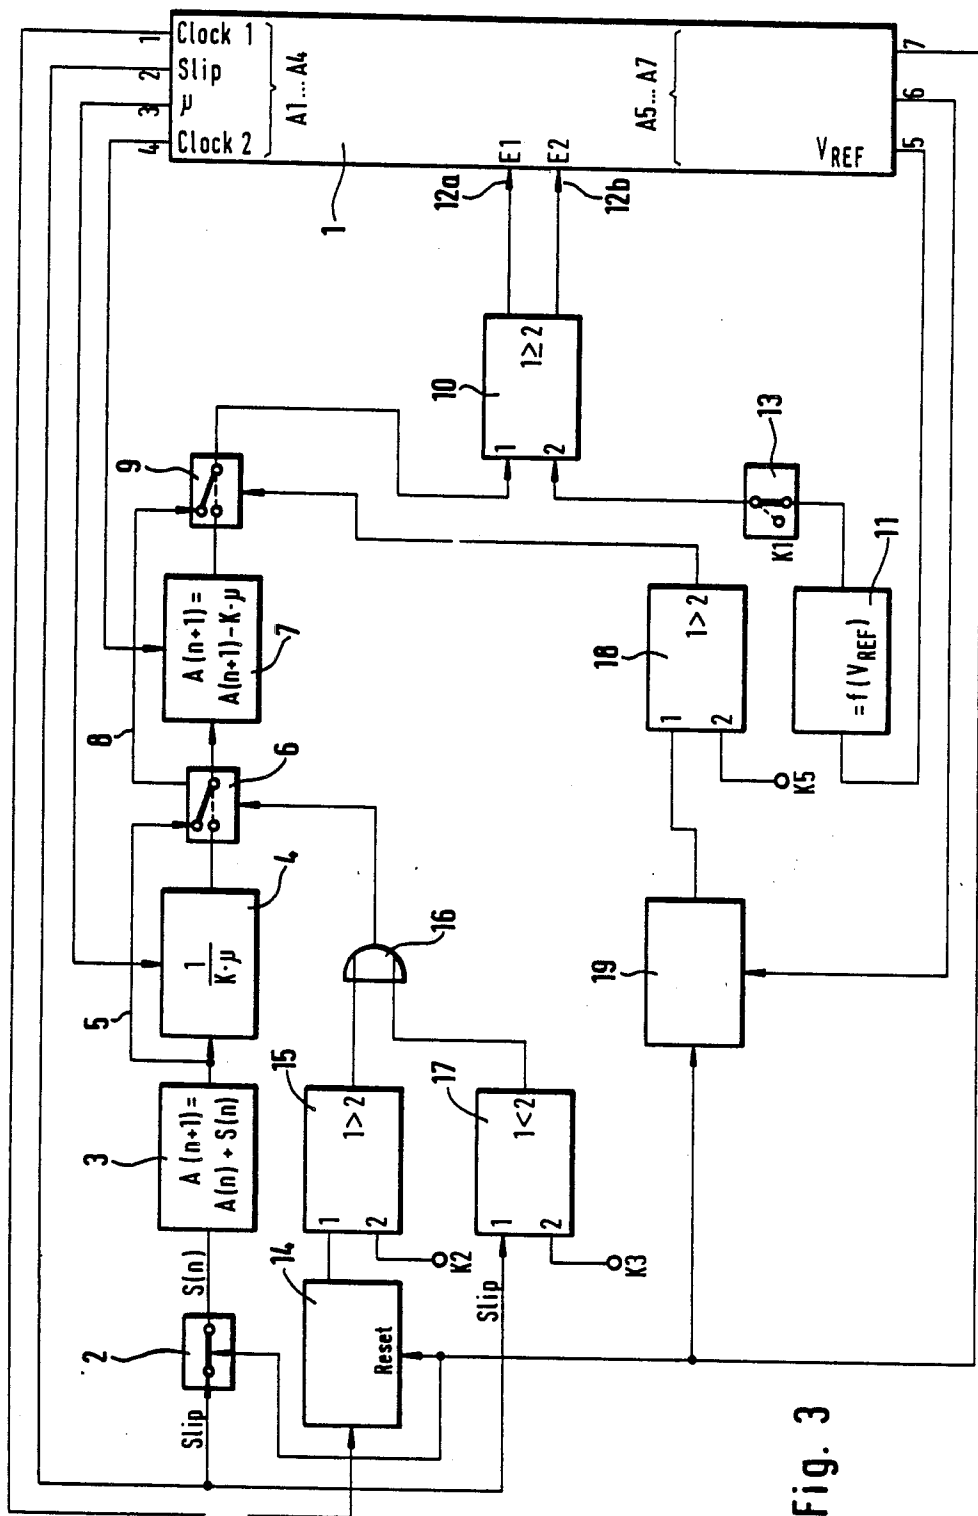 1
2
3
4
Clock 1
Slip
μ
Clock 2
A1...A4
1
A5...A7
VREF
5
6
7
E1
E2
12a
12b
10
1
2
1≥2
9
13
K1
8
7
A(n+1)=
A(n+1)-K·μ
6
5
4
1
K·μ
3
A(n+1)=
A(n)+S(n)
S(n)
2
Slip
14
Reset
15
1
2
1>2
K2
16
17
Slip
1
2
1<2
K3
18
1
2
1>2
K5
19
11
=f(VREF)
Fig. 3